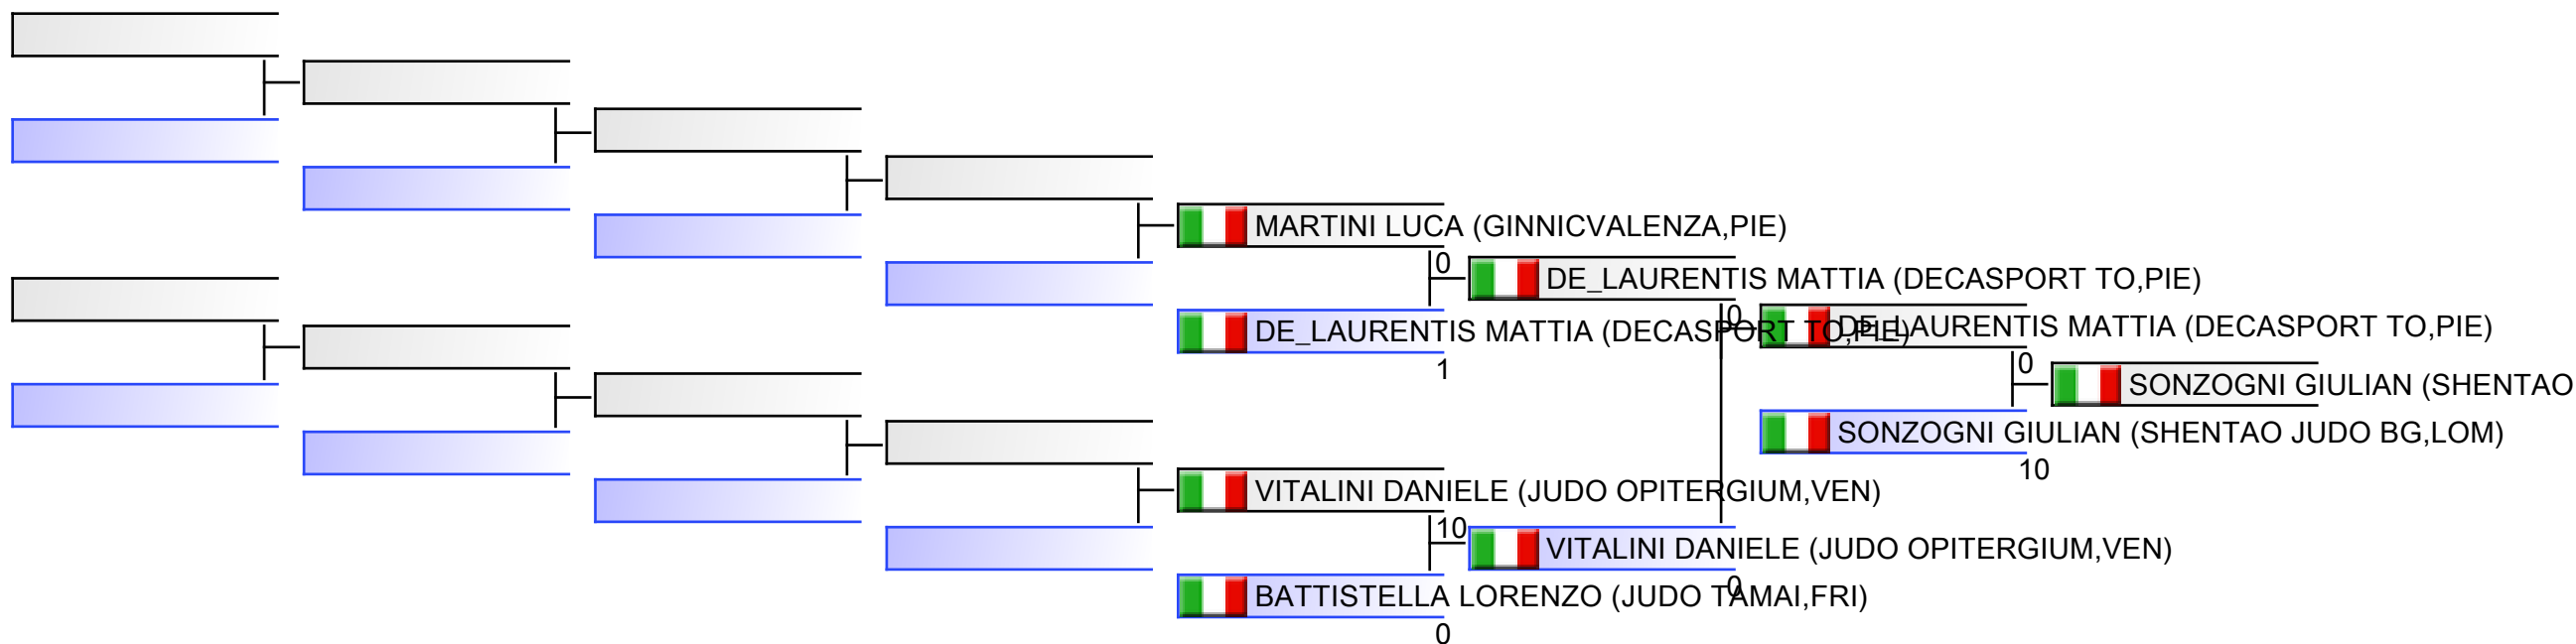 MARTINI LUCA (GINNICVALENZA,PIE)
0
DE_LAURENTIS MATTIA (DECASPORT TO,PIE)
DE_LAURENTIS MATTIA (DECASPORT TO,PIE)
1
0
DE_LAURENTIS MATTIA (DECASPORT TO,PIE)
0
SONZOGNI GIULIAN (SHENTAO
SONZOGNI GIULIAN (SHENTAO JUDO BG,LOM)
10
VITALINI DANIELE (JUDO OPITERGIUM,VEN)
10
VITALINI DANIELE (JUDO OPITERGIUM,VEN)
0
BATTISTELLA LORENZO (JUDO TAMAI,FRI)
0